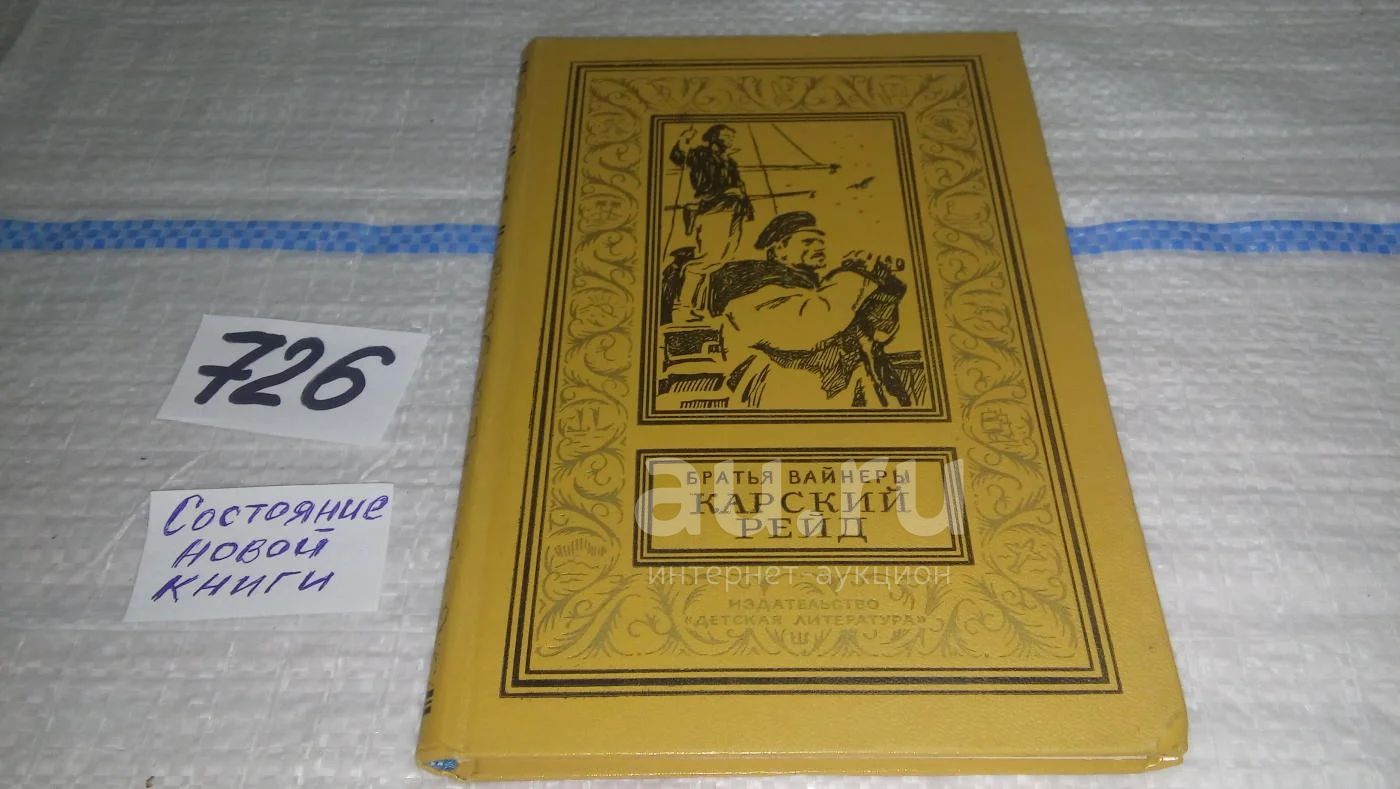 726
Состояние
новой
книги
БРАТЬЯ ВАЙНЕРЫ
КАРСКИЙ
РЕЙД
au.ru
интернет аукцион
ИЗДАТЕЛЬСТВО
«ДЕТСКАЯ ЛИТЕРАТУРА»